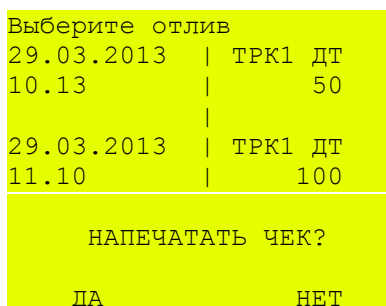 Выберите отлив
29.03.2013 | ТРК1 ДТ
10.13 | 50
|
29.03.2013 | ТРК1 ДТ
11.10 | 100
НАПЕЧАТАТЬ ЧЕК?
ДА НЕТ